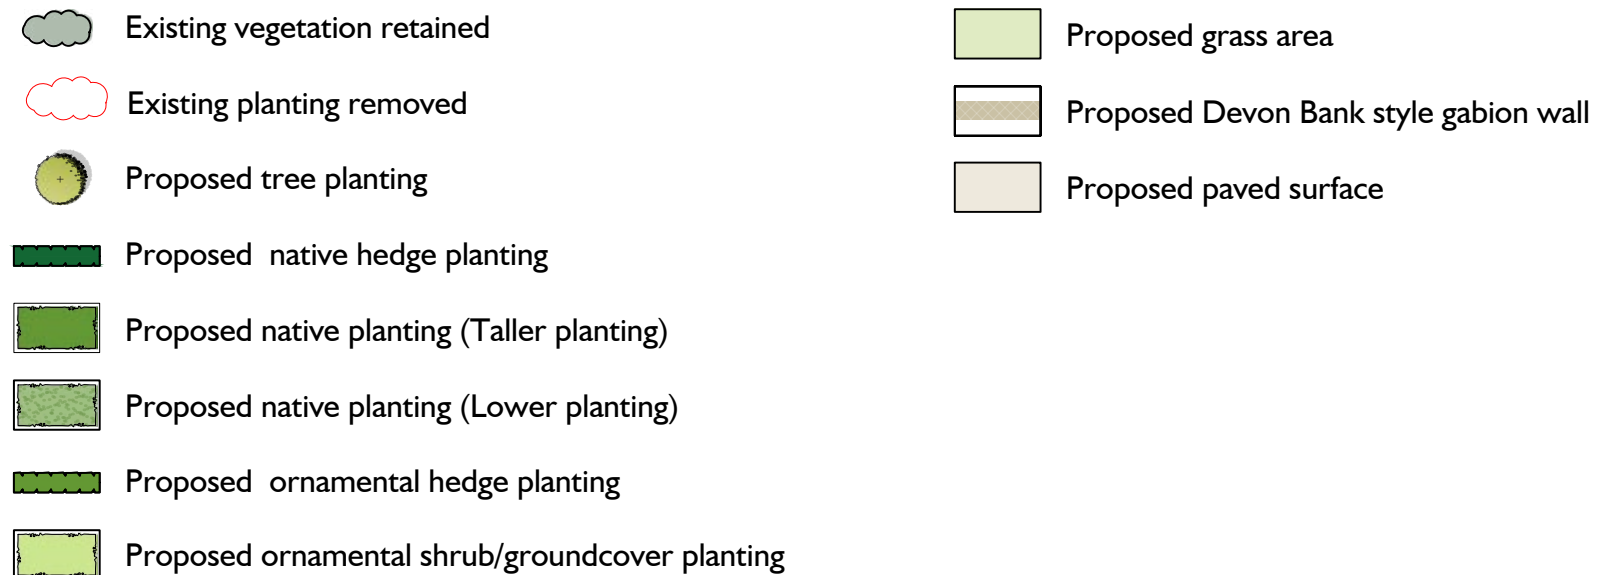 Existing vegetation retained
Existing planting removed
Proposed tree planting
Proposed native hedge planting
Proposed native planting (Taller planting)
Proposed native planting (Lower planting)
Proposed ornamental hedge planting
Proposed ornamental shrub/groundcover planting
Proposed grass area
Proposed Devon Bank style gabion wall
Proposed paved surface